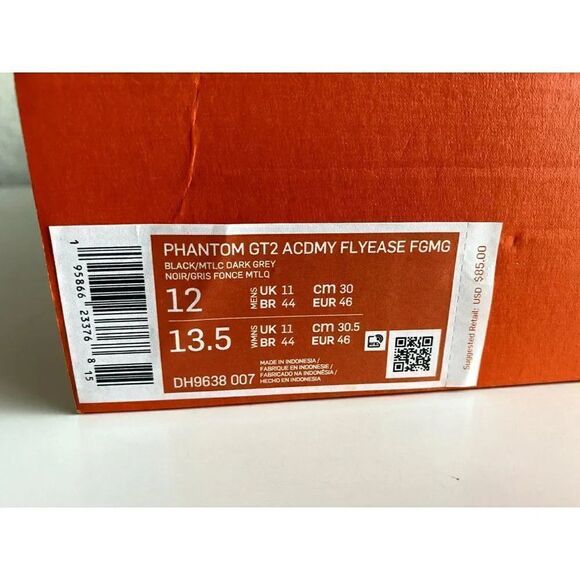 PHANTOM GT2 ACDMY FLYEASE FGMG
BLACK/MTLC DARK GREY
NOIR/GRIS FONCE MTLQ
12 MENS UK 11 CM 30
BR 44 EUR 46
13.5 WMNS UK 11 CM 30.5
BR 44 EUR 46
DH9638 007
MADE IN INDONESIA /
FABRIQUE EN INDONESIE /
FABRICADO NA INDONÉSIA /
HECHO EN INDONESIA
1 95866 23376 8 15
Suggested Retail: USD $85.00